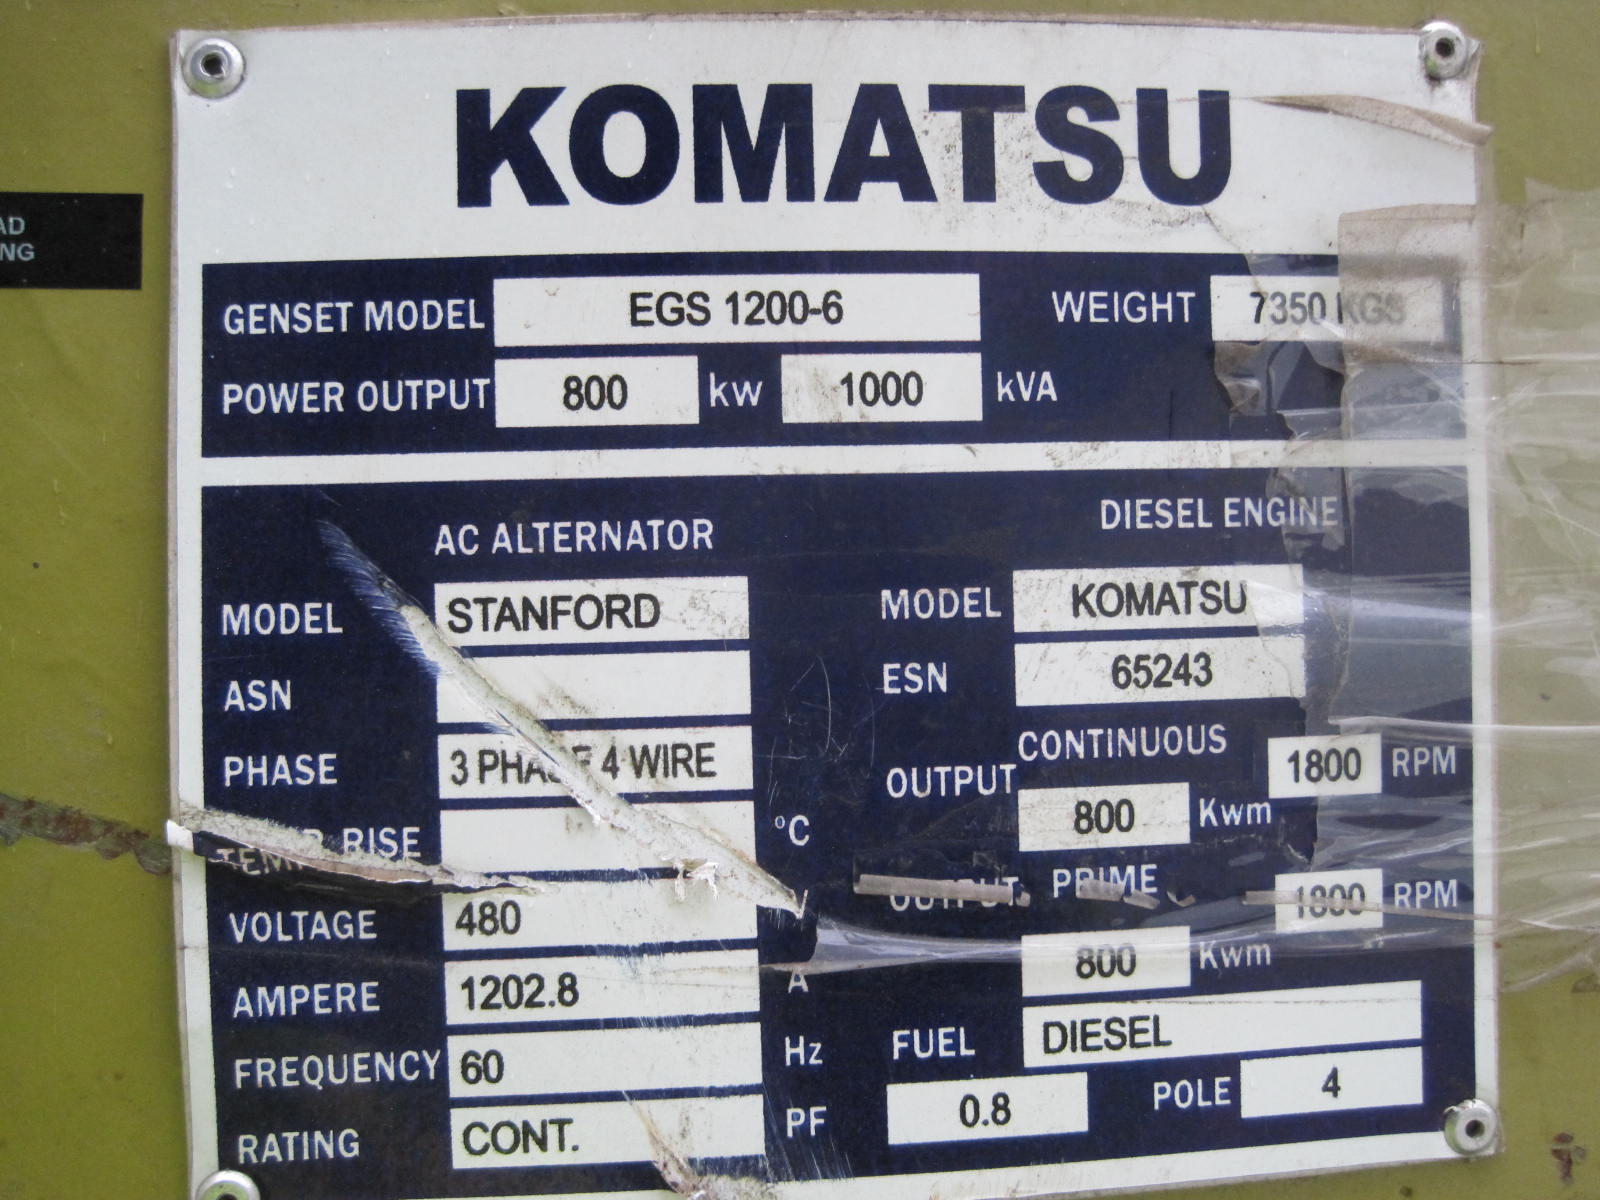 KOMATSU
AD
NG
GENSET MODEL EGS 1200-6 WEIGHT 7350 KGS
POWER OUTPUT 800 kw 1000 kVA
AC ALTERNATOR DIESEL ENGINE
MODEL STANFORD MODEL KOMATSU
ASN ESN 65243
PHASE 3 PHASE 4 WIRE OUTPUT CONTINUOUS 1800 RPM
800 Kwm
TEMP. RISE °C
OUTPUT PRIME 1800 RPM
VOLTAGE 480 V
800 Kwm
AMPERE 1202.8 A
FREQUENCY 60 Hz FUEL DIESEL
RATING CONT. PF 0.8 POLE 4